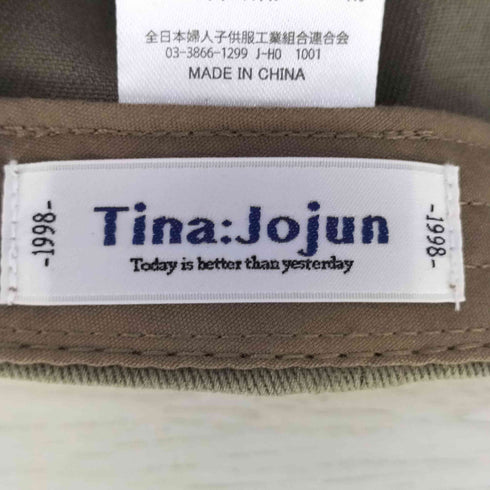 全日本婦人子供服工業組合連合会
03-3866-1299 J-HO 1001
MADE IN CHINA
-1998-
Tina:Jojun
Today is better than yesterday
-1998-